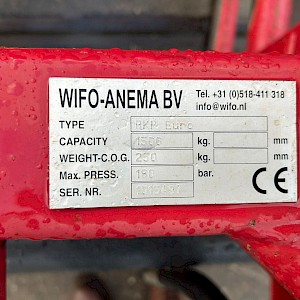 WIFO-ANEMA BV
Tel. +31 (0)518-411 318
info@wifo.nl
TYPE BKP Euro
CAPACITY 1500 kg. mm
WEIGHT-C.O.G. 250 kg. mm
Max. PRESS. 180 bar.
SER. NR.
CE